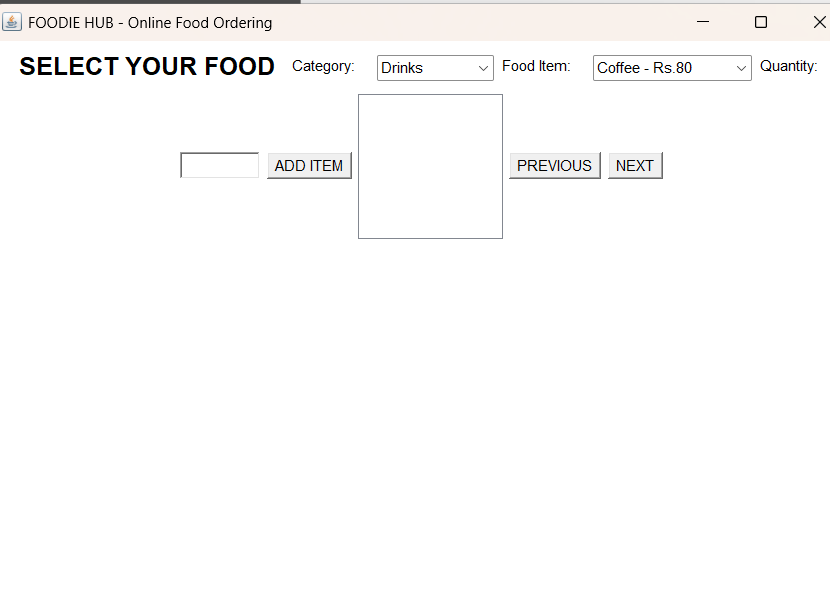 FOODIE HUB - Online Food Ordering
SELECT YOUR FOOD Category: Drinks Food Item: Coffee - Rs.80 Quantity:
ADD ITEM PREVIOUS NEXT